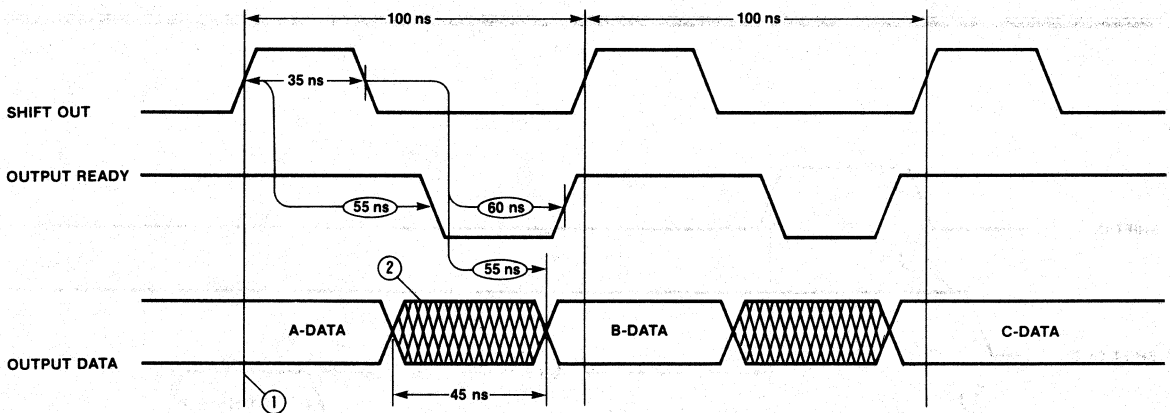 100 ns
100 ns
35 ns
SHIFT OUT
OUTPUT READY
55 ns
60 ns
55 ns
2
A-DATA
B-DATA
C-DATA
OUTPUT DATA
45 ns
1